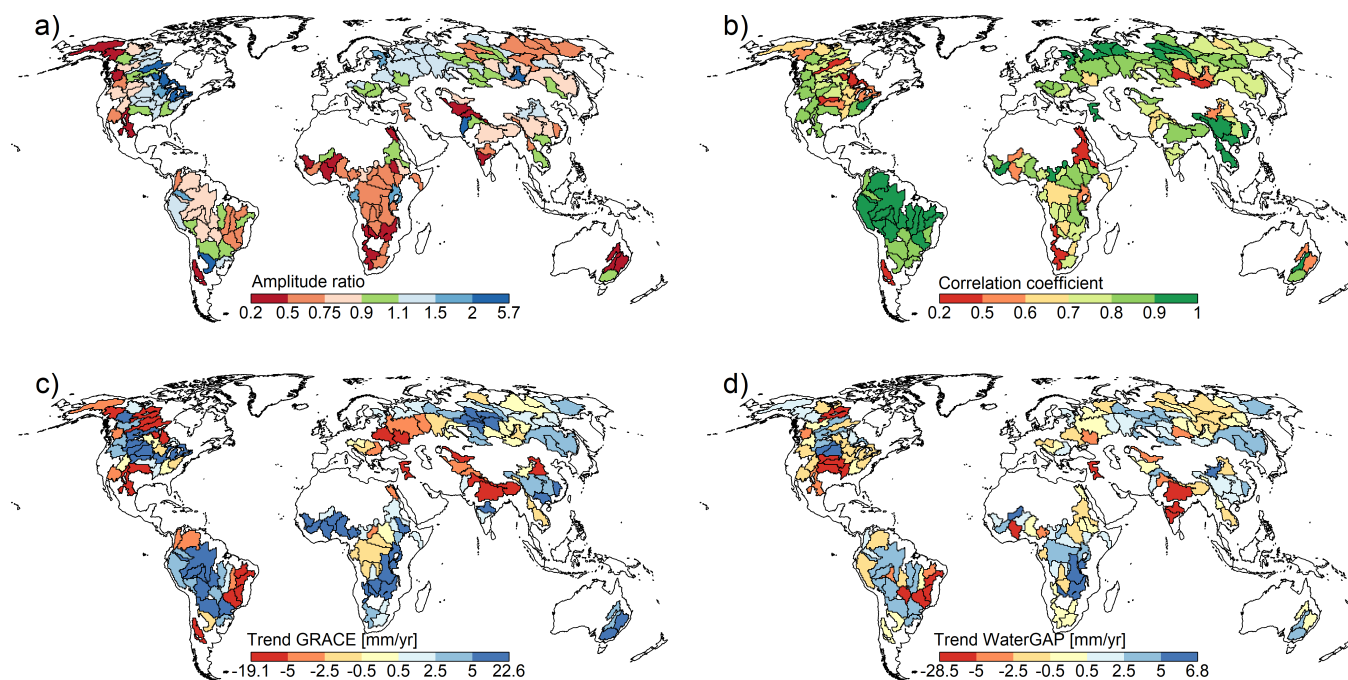 a)
Amplitude ratio
0.2 0.5 0.75 0.9 1.1 1.5 2 5.7
b)
Correlation coefficient
0.2 0.5 0.6 0.7 0.8 0.9 1
c)
Trend GRACE [mm/yr]
-19.1 -5 -2.5 -0.5 0.5 2.5 5 22.6
d)
Trend WaterGAP [mm/yr]
-28.5 -5 -2.5 -0.5 0.5 2.5 5 6.8